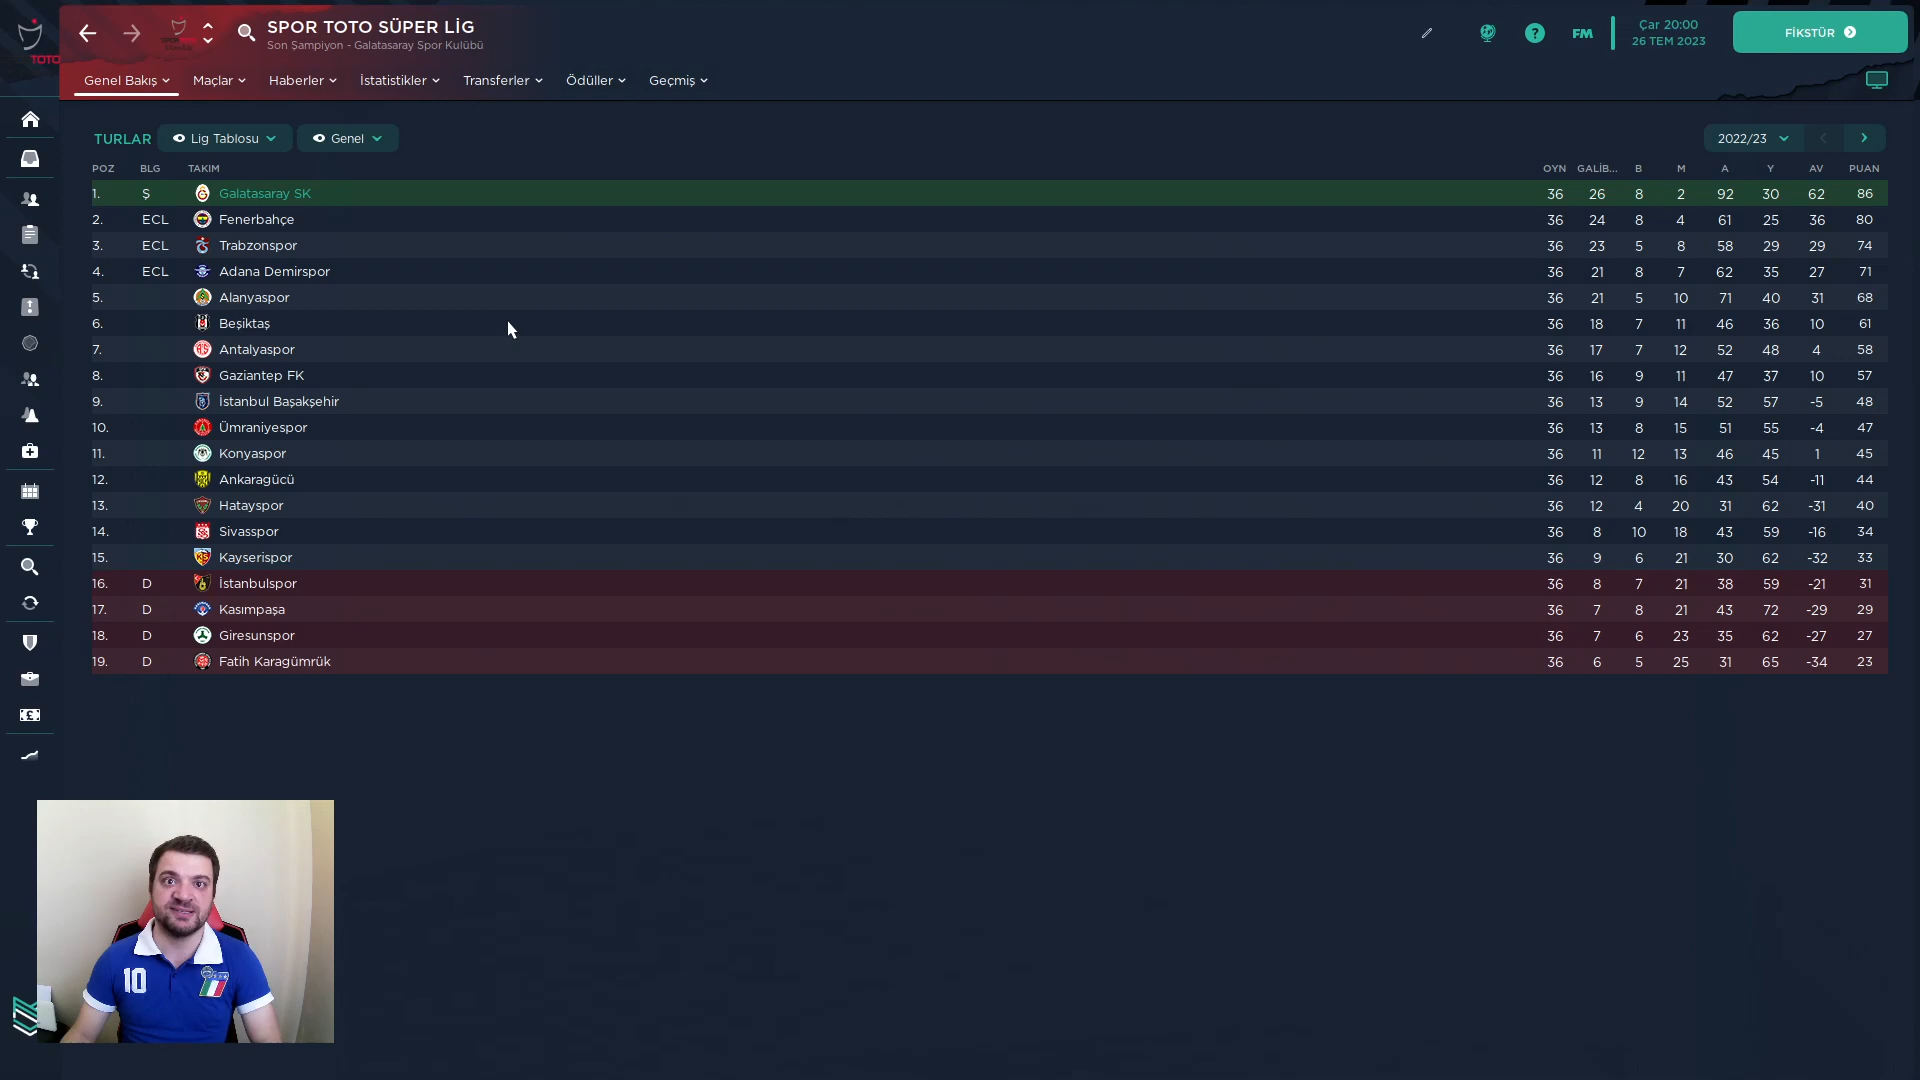 SPOR TOTO SÜPER LİG
Son Şampiyon - Galatasaray Spor Kulübü
FM
Çar 20:00
26 TEM 2023
FİKSTÜR
TOTO
Genel Bakış Maçlar Haberler İstatistikler Transferler Ödüller Geçmiş
TURLAR Lig Tablosu Genel 2022/23
POZ BLG TAKIM OYN GALİB... B M A Y AV PUAN
1. Ş Galatasaray SK 36 26 8 2 92 30 62 86
2. ECL Fenerbahçe 36 24 8 4 61 25 36 80
3. ECL Trabzonspor 36 23 5 8 58 29 29 74
4. ECL Adana Demirspor 36 21 8 7 62 35 27 71
5. Alanyaspor 36 21 5 10 71 40 31 68
6. Beşiktaş 36 18 7 11 46 36 10 61
7. Antalyaspor 36 17 7 12 52 48 4 58
8. Gaziantep FK 36 16 9 11 47 37 10 57
9. İstanbul Başakşehir 36 13 9 14 52 57 -5 48
10. Ümraniyespor 36 13 8 15 51 55 -4 47
11. Konyaspor 36 11 12 13 46 45 1 45
12. Ankaragücü 36 12 8 16 43 54 -11 44
13. Hatayspor 36 12 4 20 31 62 -31 40
14. Sivasspor 36 8 10 18 43 59 -16 34
15. Kayserispor 36 9 6 21 30 62 -32 33
16. D İstanbulspor 36 8 7 21 38 59 -21 31
17. D Kasımpaşa 36 7 8 21 43 72 -29 29
18. D Giresunspor 36 7 6 23 35 62 -27 27
19. D Fatih Karagümrük 36 6 5 25 31 65 -34 23
10